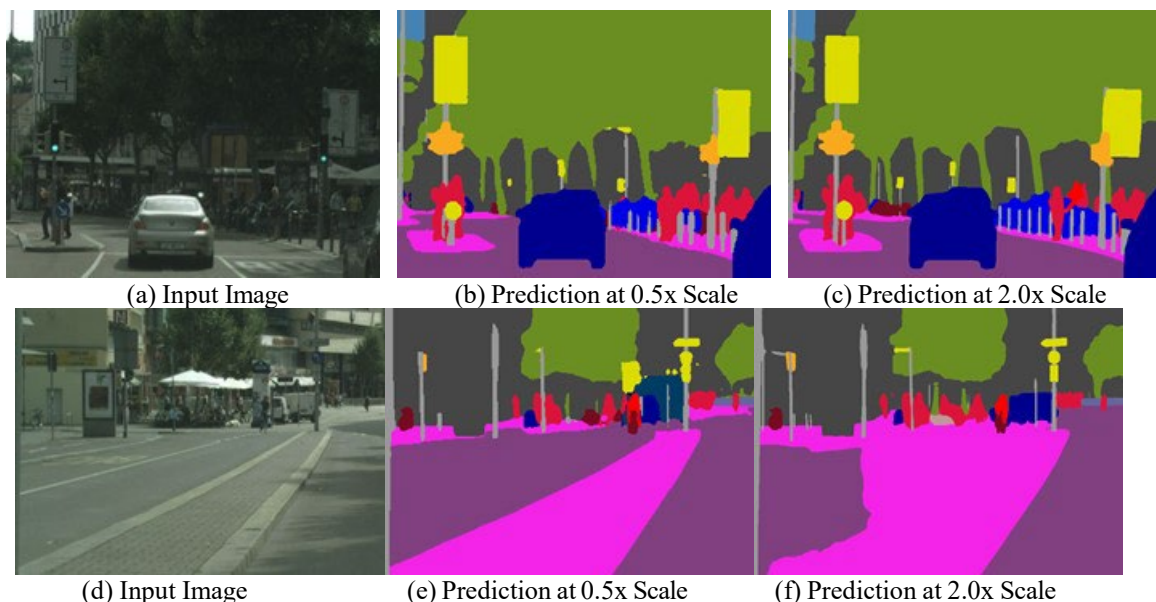 (a) Input Image
(b) Prediction at 0.5x Scale
(c) Prediction at 2.0x Scale
(d) Input Image
(e) Prediction at 0.5x Scale
(f) Prediction at 2.0x Scale